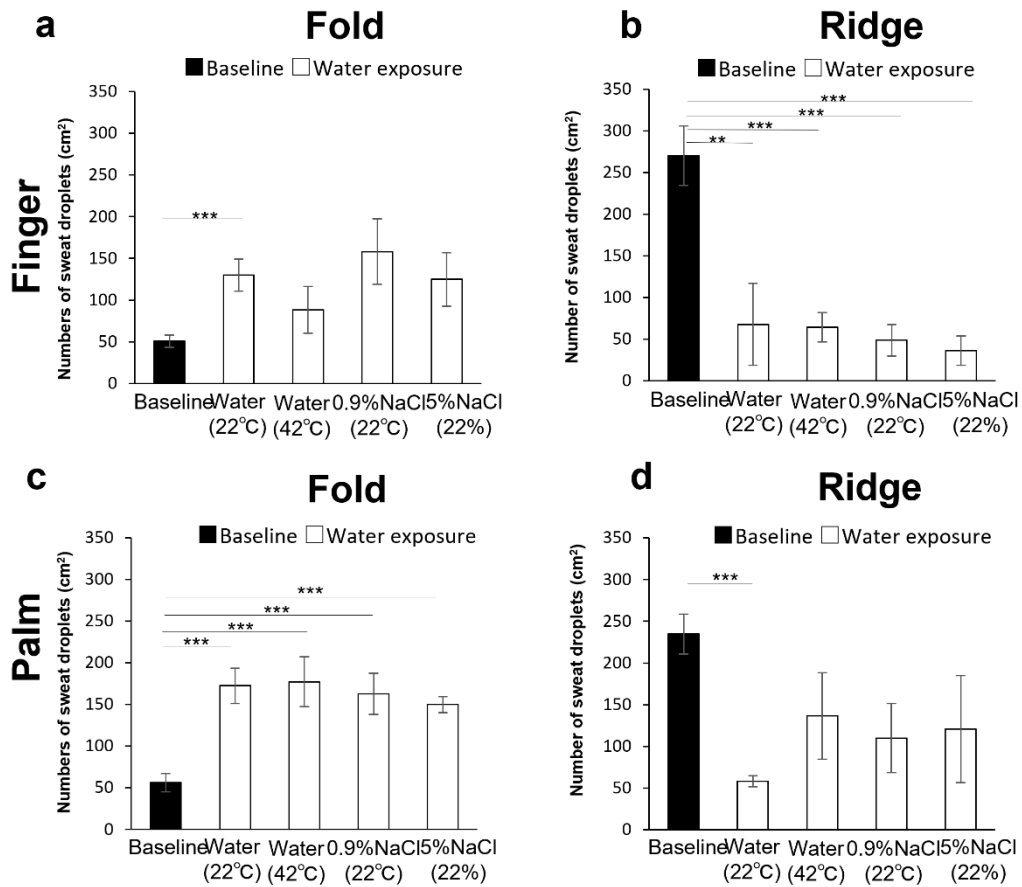 a Fold
■ Baseline □ Water exposure
Numbers of sweat droplets (cm²)
350
300
250
200
150
100
50
0
***
Baseline Water Water 0.9%NaCl 5%NaCl
(22°C) (42°C) (22°C) (22%)
b Ridge
■ Baseline □ Water exposure
Number of sweat droplets (cm²)
350
300
250
200
150
100
50
0
***
***
***
**
Baseline Water Water 0.9%NaCl 5%NaCl
(22°C) (42°C) (22°C) (22%)
Finger
c Fold
■ Baseline □ Water exposure
Numbers of sweat droplets (cm²)
350
300
250
200
150
100
50
0
***
***
***
***
Baseline Water Water 0.9%NaCl 5%NaCl
(22°C) (42°C) (22°C) (22%)
d Ridge
■ Baseline □ Water exposure
Number of sweat droplets (cm²)
350
300
250
200
150
100
50
0
***
Baseline Water Water 0.9%NaCl 5%NaCl
(22°C) (42°C) (22°C) (22%)
Palm